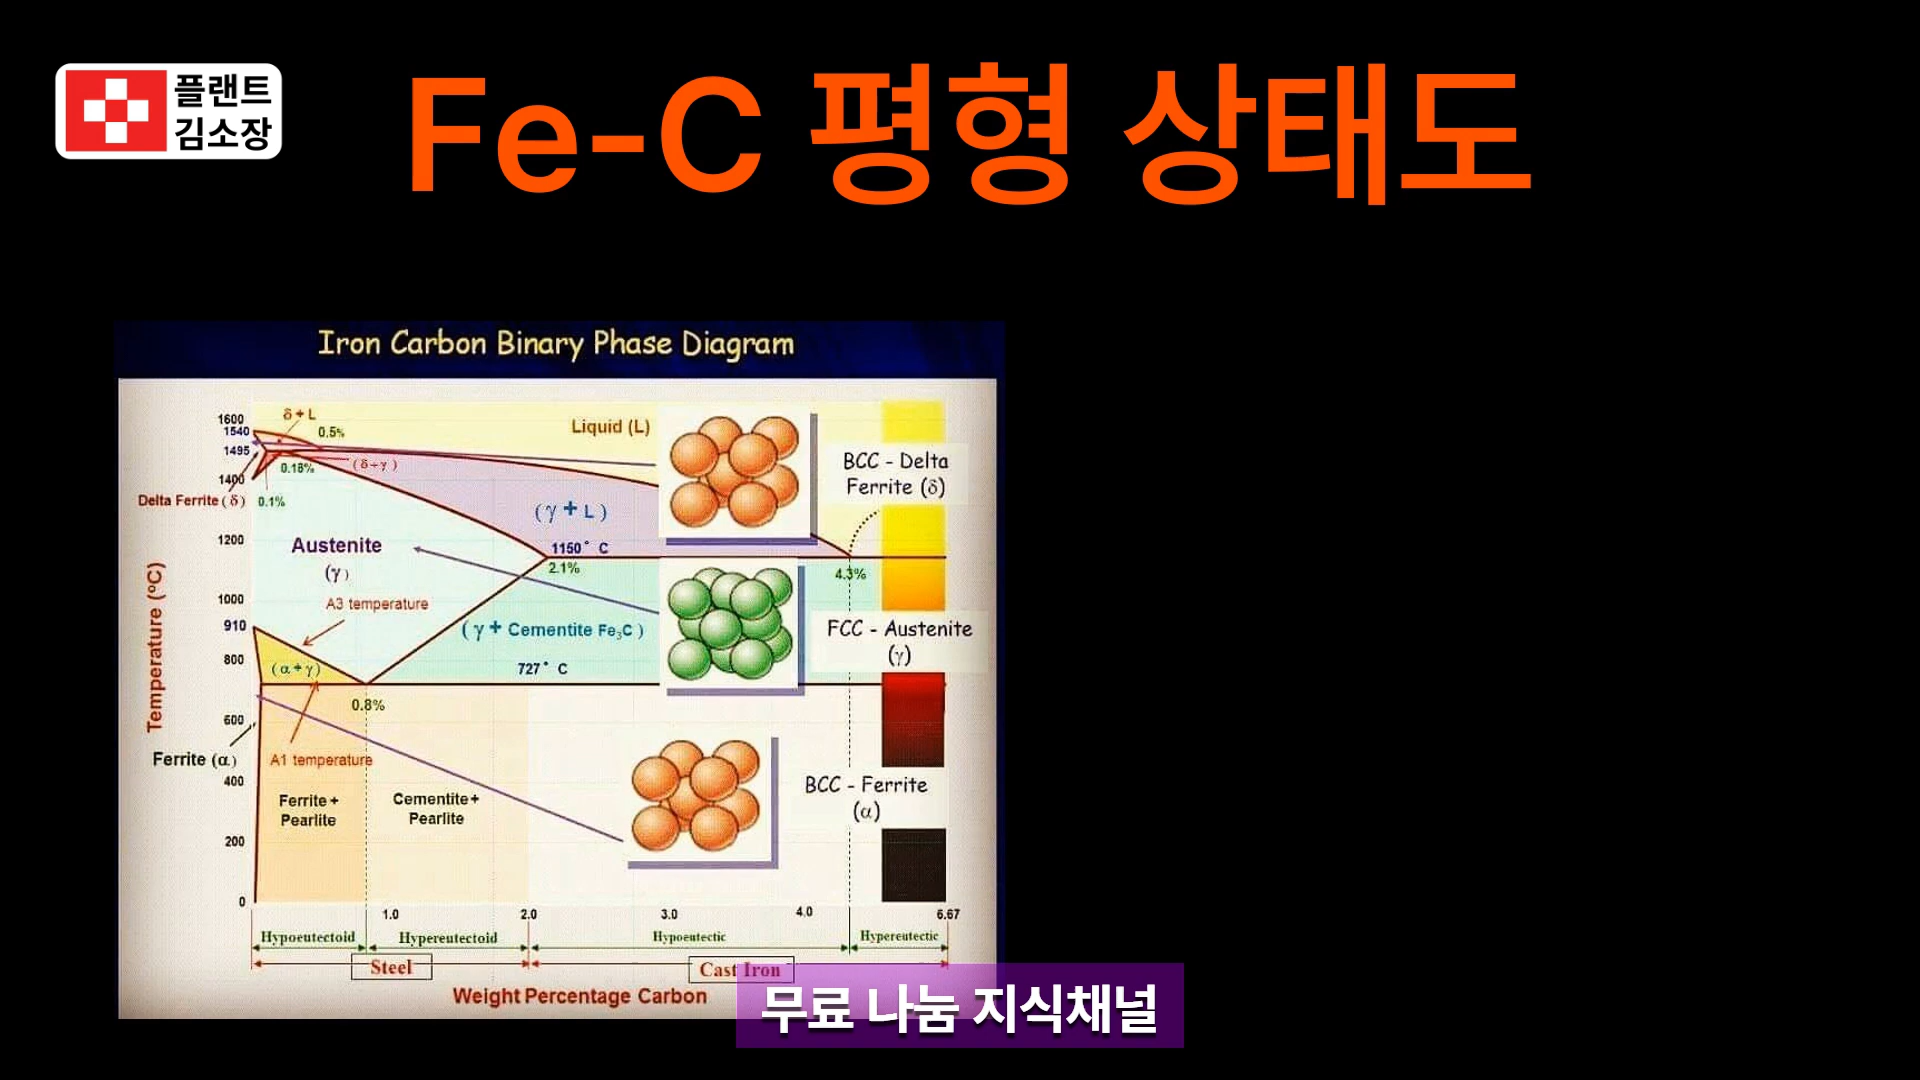 플랜트
김소장
Fe-C 평형 상태도
Iron Carbon Binary Phase Diagram
1600
1540
1495
1400
1200
1000
910
800
600
400
200
0
Temperature (ºC)
δ + L
0.5%
Liquid (L)
0.18%
(δ+γ)
Delta Ferrite (δ)
0.1%
BCC - Delta
Ferrite (δ)
(γ + L)
Austenite
(γ)
1150° C
2.1%
4.3%
A3 temperature
(γ + Cementite Fe₃C)
FCC - Austenite
(γ)
(α+γ)
727° C
0.8%
Ferrite (α)
A1 temperature
BCC - Ferrite
(α)
Ferrite +
Pearlite
Cementite +
Pearlite
1.0
2.0
3.0
4.0
6.67
Hypoeutectoid
Hypereutectoid
Hypoeutectic
Hypereutectic
Steel
Cast Iron
Weight Percentage Carbon
무료 나눔 지식채널